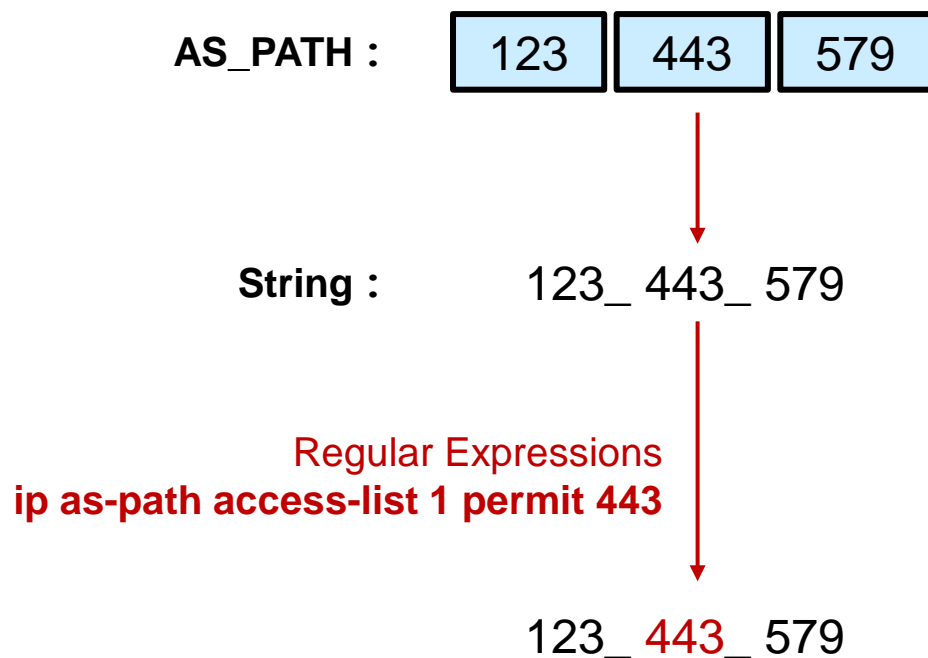 AS_PATH : 123 443 579
String : 123_ 443_ 579
Regular Expressions
ip as-path access-list 1 permit 443
123_ 443_ 579